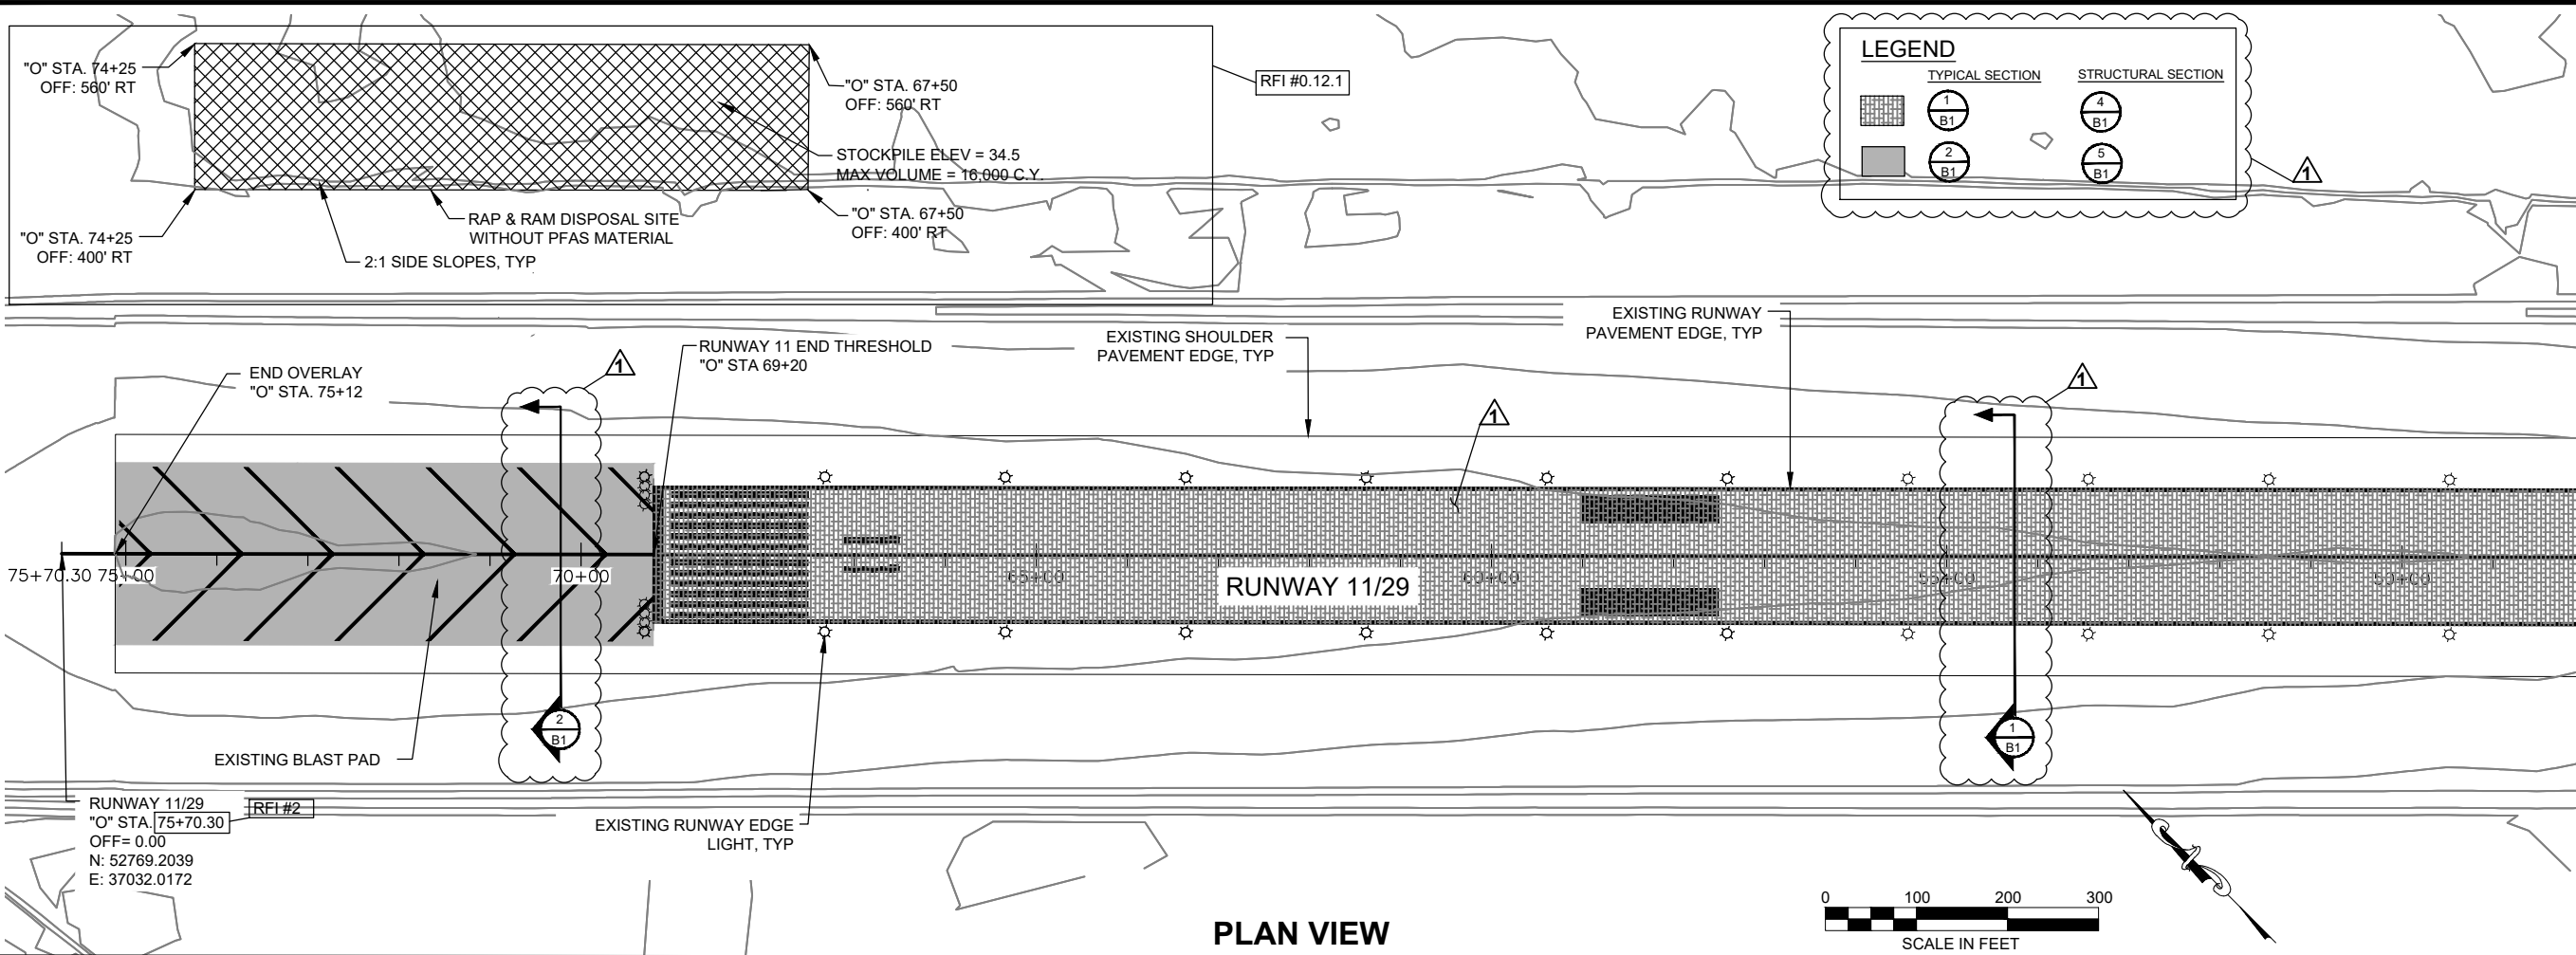 "O" STA. 74+25
OFF: 560' RT
"O" STA. 67+50
OFF: 560' RT
RFI #0.12.1
STOCKPILE ELEV = 34.5
MAX VOLUME = 16,000 C.Y.
"O" STA. 74+25
OFF: 400' RT
RAP & RAM DISPOSAL SITE
WITHOUT PFAS MATERIAL
"O" STA. 67+50
OFF: 400' RT
2:1 SIDE SLOPES, TYP
LEGEND
TYPICAL SECTION
STRUCTURAL SECTION
1
B1
4
B1
2
B1
5
B1
1
END OVERLAY
"O" STA. 75+12
1
RUNWAY 11 END THRESHOLD
"O" STA 69+20
EXISTING SHOULDER
PAVEMENT EDGE, TYP
EXISTING RUNWAY
PAVEMENT EDGE, TYP
1
1
75+70.30
75+00
70+00
65+00
RUNWAY 11/29
60+00
55+00
50+00
2
B1
1
B1
EXISTING BLAST PAD
RUNWAY 11/29
"O" STA. 75+70.30
OFF= 0.00
N: 52769.2039
E: 37032.0172
RFI #2
EXISTING RUNWAY EDGE
LIGHT, TYP
PLAN VIEW
0 100 200 300
SCALE IN FEET